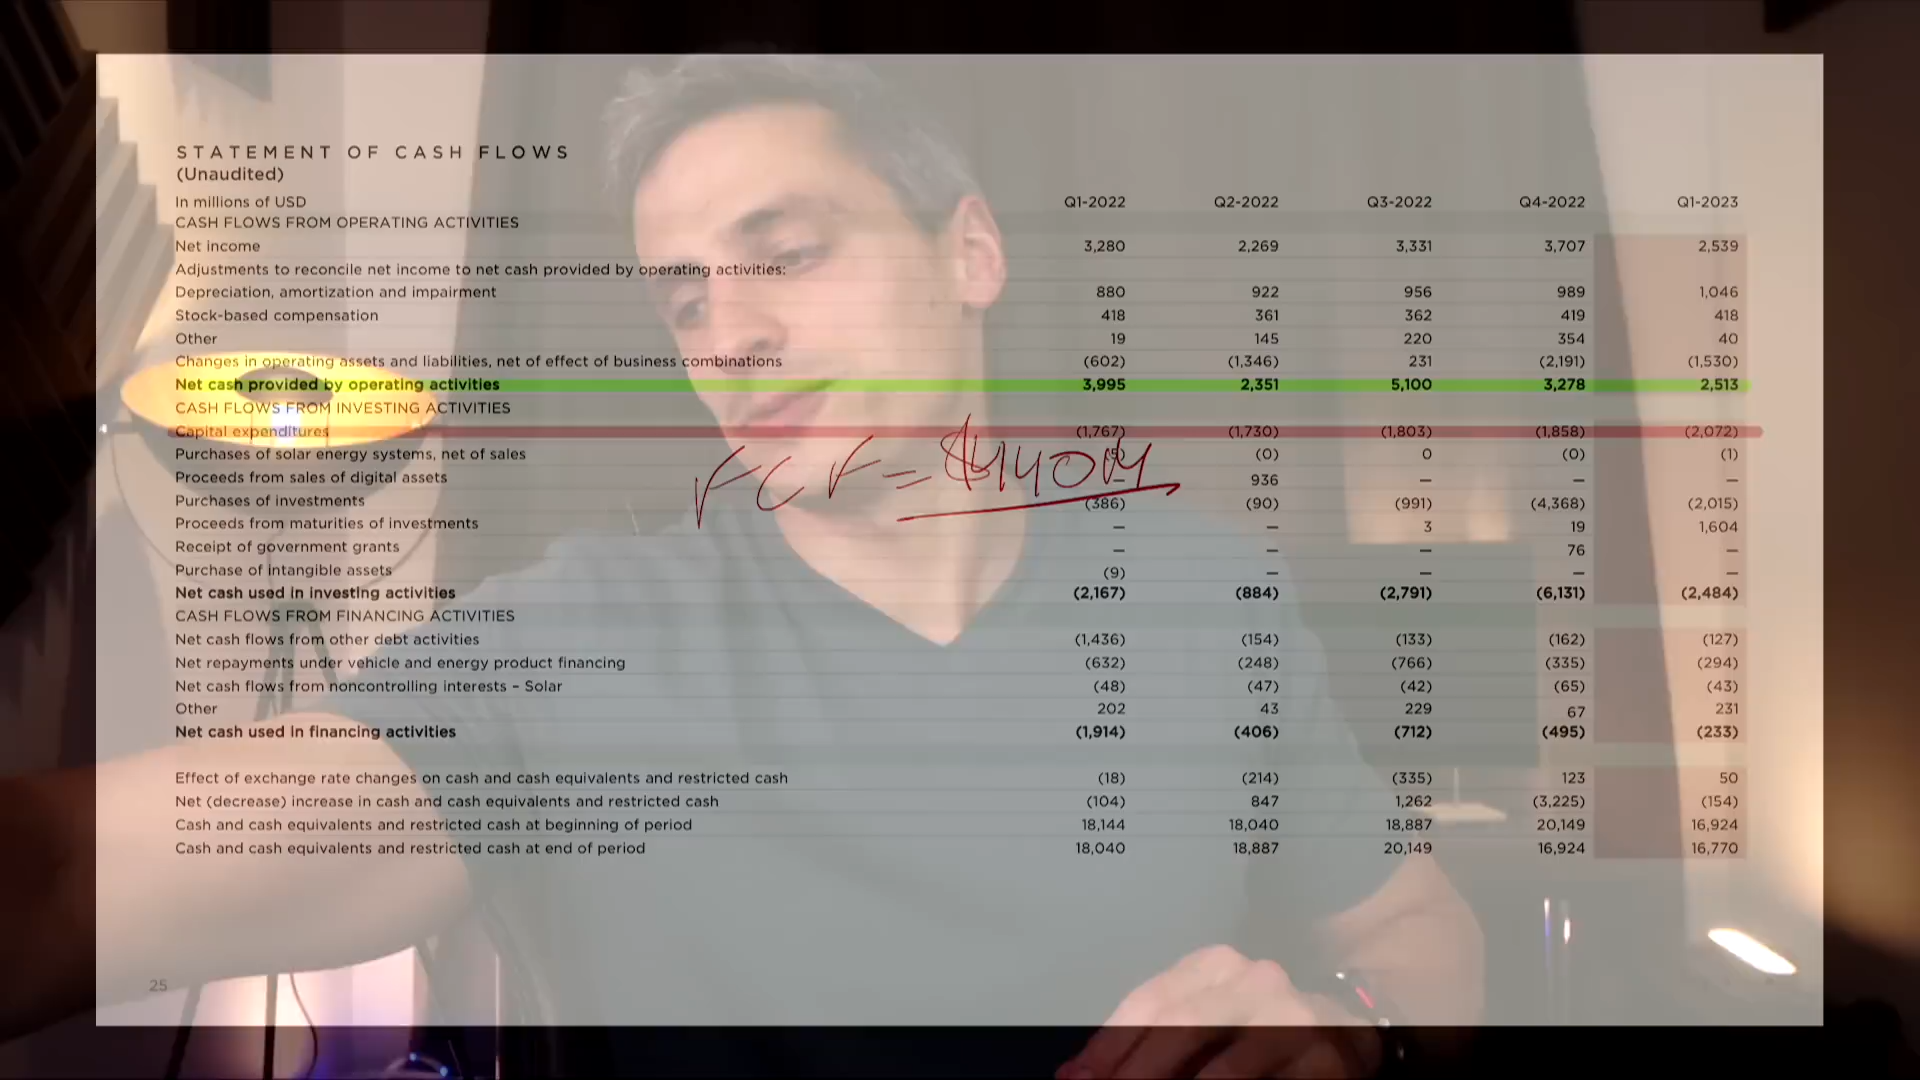 STATEMENT OF CASH FLOWS
(Unaudited)
In millions of USD Q1-2022 Q2-2022 Q3-2022 Q4-2022 Q1-2023
CASH FLOWS FROM OPERATING ACTIVITIES
Net income 3,280 2,269 3,331 3,707 2,539
Adjustments to reconcile net income to net cash provided by operating activities:
Depreciation, amortization and impairment 880 922 956 989 1,046
Stock-based compensation 418 361 362 419 418
Other 19 145 220 354 40
Changes in operating assets and liabilities, net of effect of business combinations (602) (1,346) 231 (2,191) (1,530)
Net cash provided by operating activities 3,995 2,351 5,100 3,278 2,513
CASH FLOWS FROM INVESTING ACTIVITIES
Capital expenditures (1,767) (1,730) (1,803) (1,858) (2,072)
Purchases of solar energy systems, net of sales (5) (0) 0 (0) (1)
Proceeds from sales of digital assets — 936 — — —
FCF = $440M
Purchases of investments (386) (90) (991) (4,368) (2,015)
Proceeds from maturities of investments — — 3 19 1,604
Receipt of government grants — — — 76 —
Purchase of intangible assets (9) — — — —
Net cash used in investing activities (2,167) (884) (2,791) (6,131) (2,484)
CASH FLOWS FROM FINANCING ACTIVITIES
Net cash flows from other debt activities (1,436) (154) (133) (162) (127)
Net repayments under vehicle and energy product financing (632) (248) (766) (335) (294)
Net cash flows from noncontrolling interests – Solar (48) (47) (42) (65) (43)
Other 202 43 229 67 231
Net cash used in financing activities (1,914) (406) (712) (495) (233)
Effect of exchange rate changes on cash and cash equivalents and restricted cash (18) (214) (335) 123 50
Net (decrease) increase in cash and cash equivalents and restricted cash (104) 847 1,262 (3,225) (154)
Cash and cash equivalents and restricted cash at beginning of period 18,144 18,040 18,887 20,149 16,924
Cash and cash equivalents and restricted cash at end of period 18,040 18,887 20,149 16,924 16,770
25